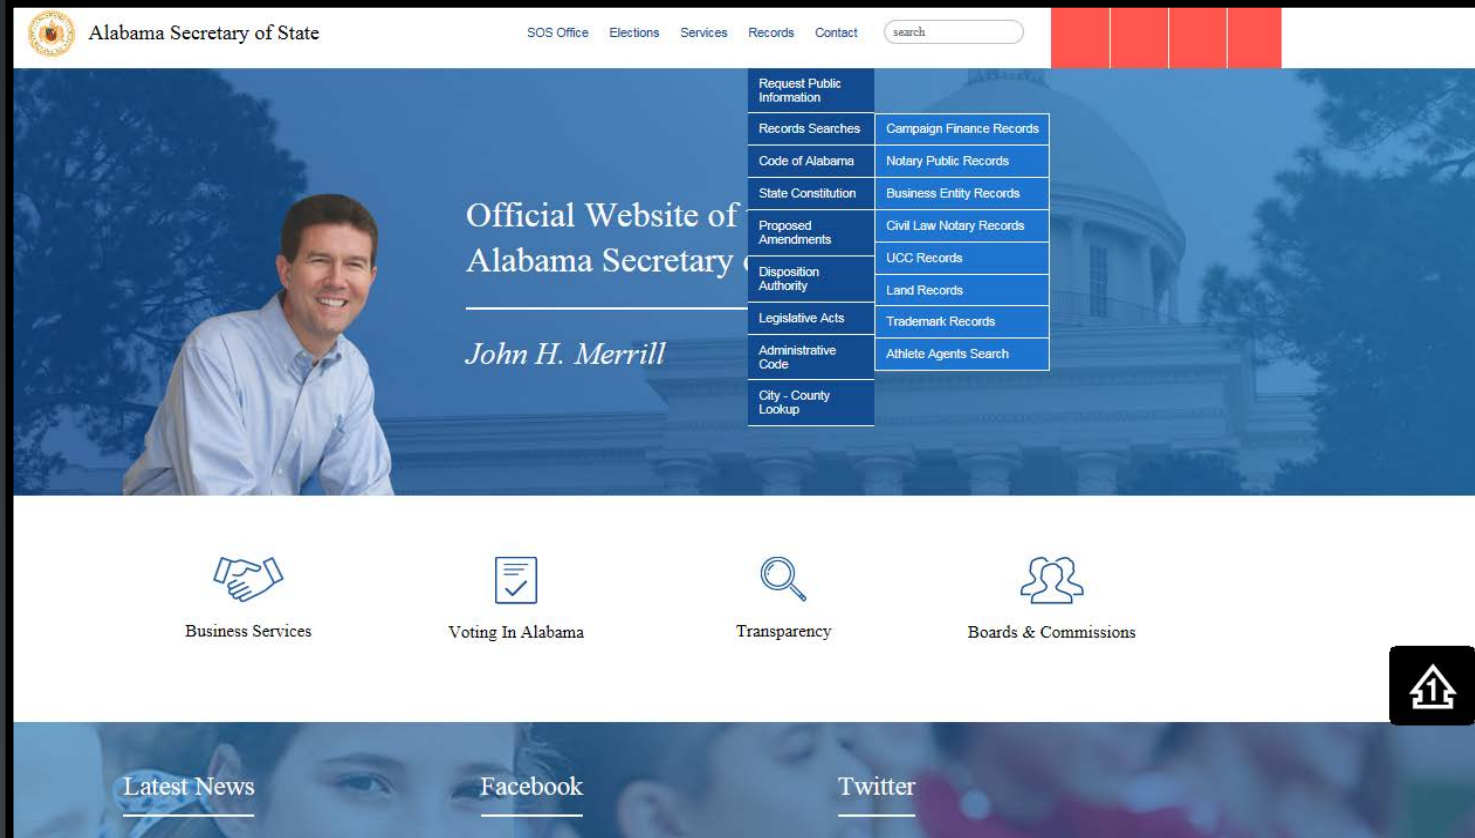 Alabama Secretary of State
SOS Office
Elections
Services
Records
Contact
search
Request Public
Information
Records Searches
Code of Alabama
State Constitution
Proposed
Amendments
Disposition
Authority
Legislative Acts
Administrative
Code
City - County
Lookup
Campaign Finance Records
Notary Public Records
Business Entity Records
Civil Law Notary Records
UCC Records
Land Records
Trademark Records
Athlete Agents Search
Official Website of
Alabama Secretary
John H. Merrill
Business Services
Voting In Alabama
Transparency
Boards & Commissions
1
Latest News
Facebook
Twitter